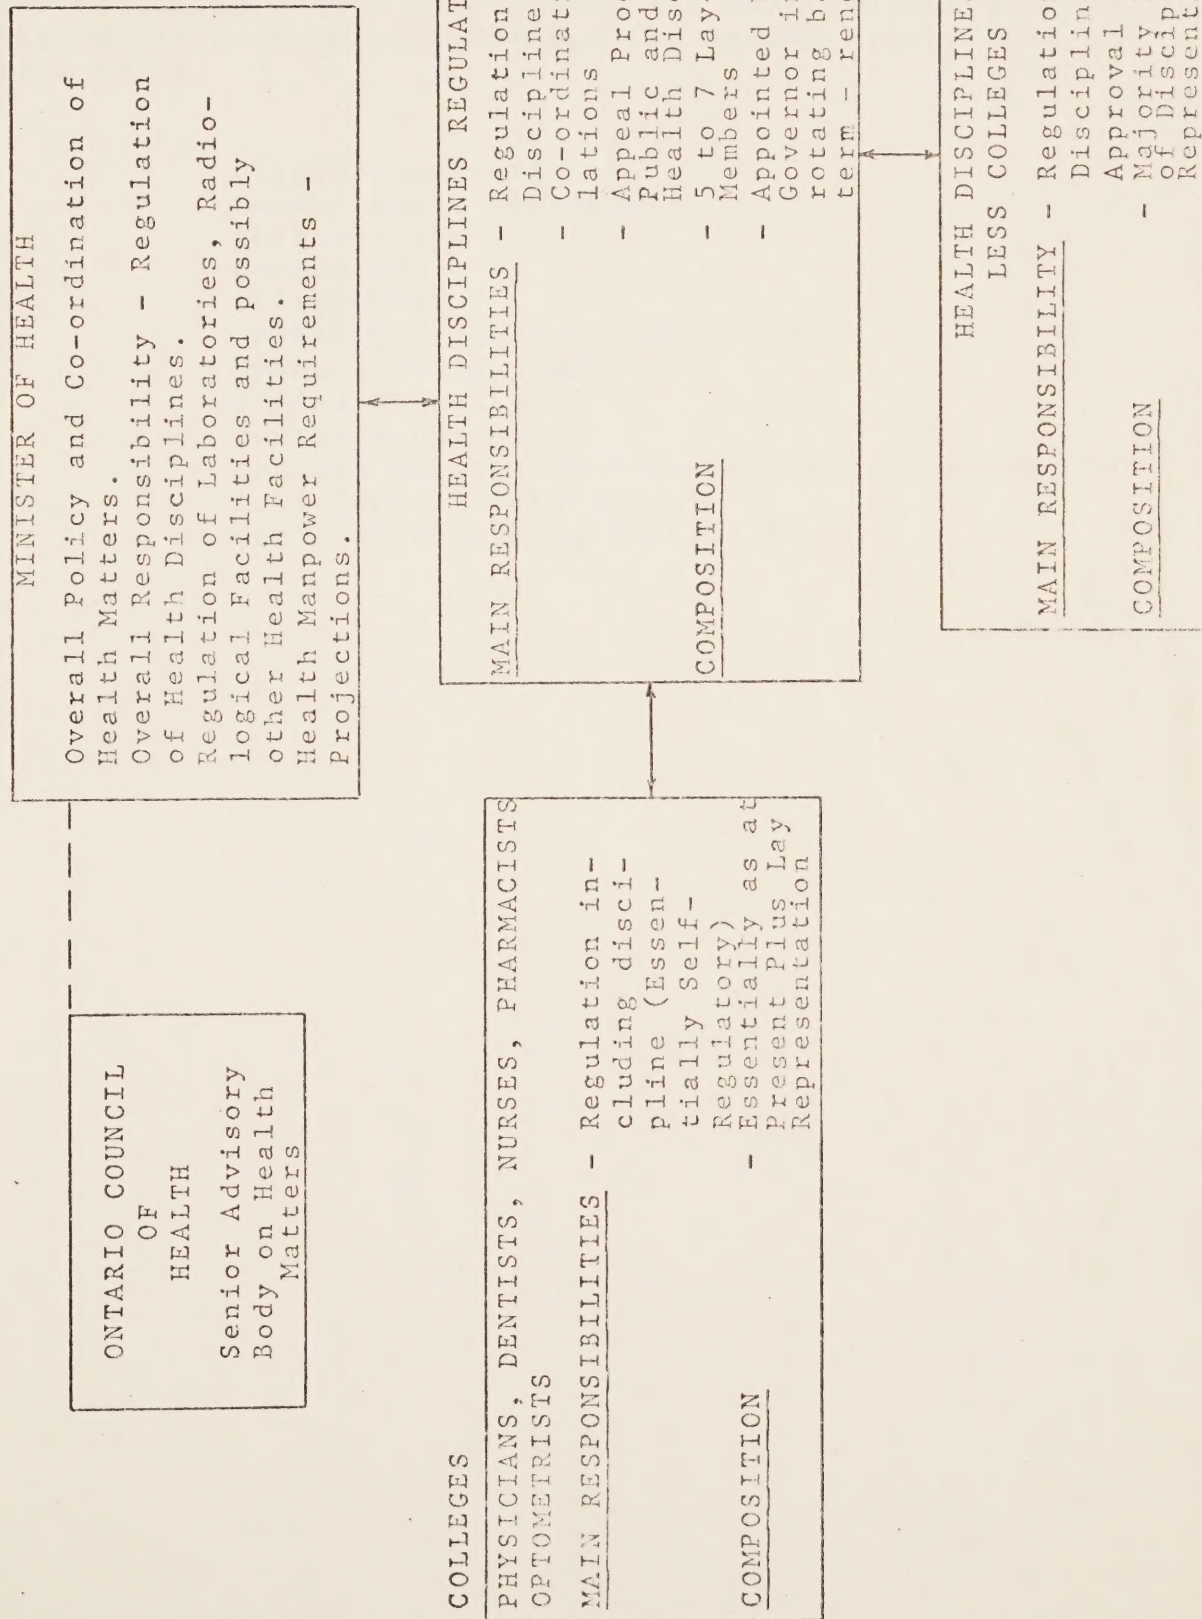 ONTARIO COUNCIL
OF
HEALTH
Senior Advisory
Body on Health
Matters
MINISTER OF HEALTH
Overall Policy and Co-ordination of
Health Matters.
Overall Responsibility - Regulation
of Health Disciplines.
Regulation of Laboratories, Radio-
logical Facilities and possibly
other Health Facilities.
Health Manpower Requirements -
Projections.
COLLEGES
PHYSICIANS, DENTISTS, NURSES, PHARMACISTS
OPTOMETRISTS
MAIN RESPONSIBILITIES - Regulation in-
cluding disci-
pline (Essen-
tially Self-
Regulatory)
COMPOSITION - Essentially as at
Present Plus Lay
Representation
HEALTH DISCIPLINES REGULAT
MAIN RESPONSIBILITIES - Regulation
Discipline
- Co-ordinat
lations
- Appeal Pro
Public and
Health Dis
COMPOSITION - 5 to 7 Lay
Members
- Appointed
Governor i
rotating b
term - ren
HEALTH DISCIPLINE
LESS COLLEGES
MAIN RESPONSIBILITY - Regulatio
Disciplin
Approval
COMPOSITION - Majority
of Discip
Represent